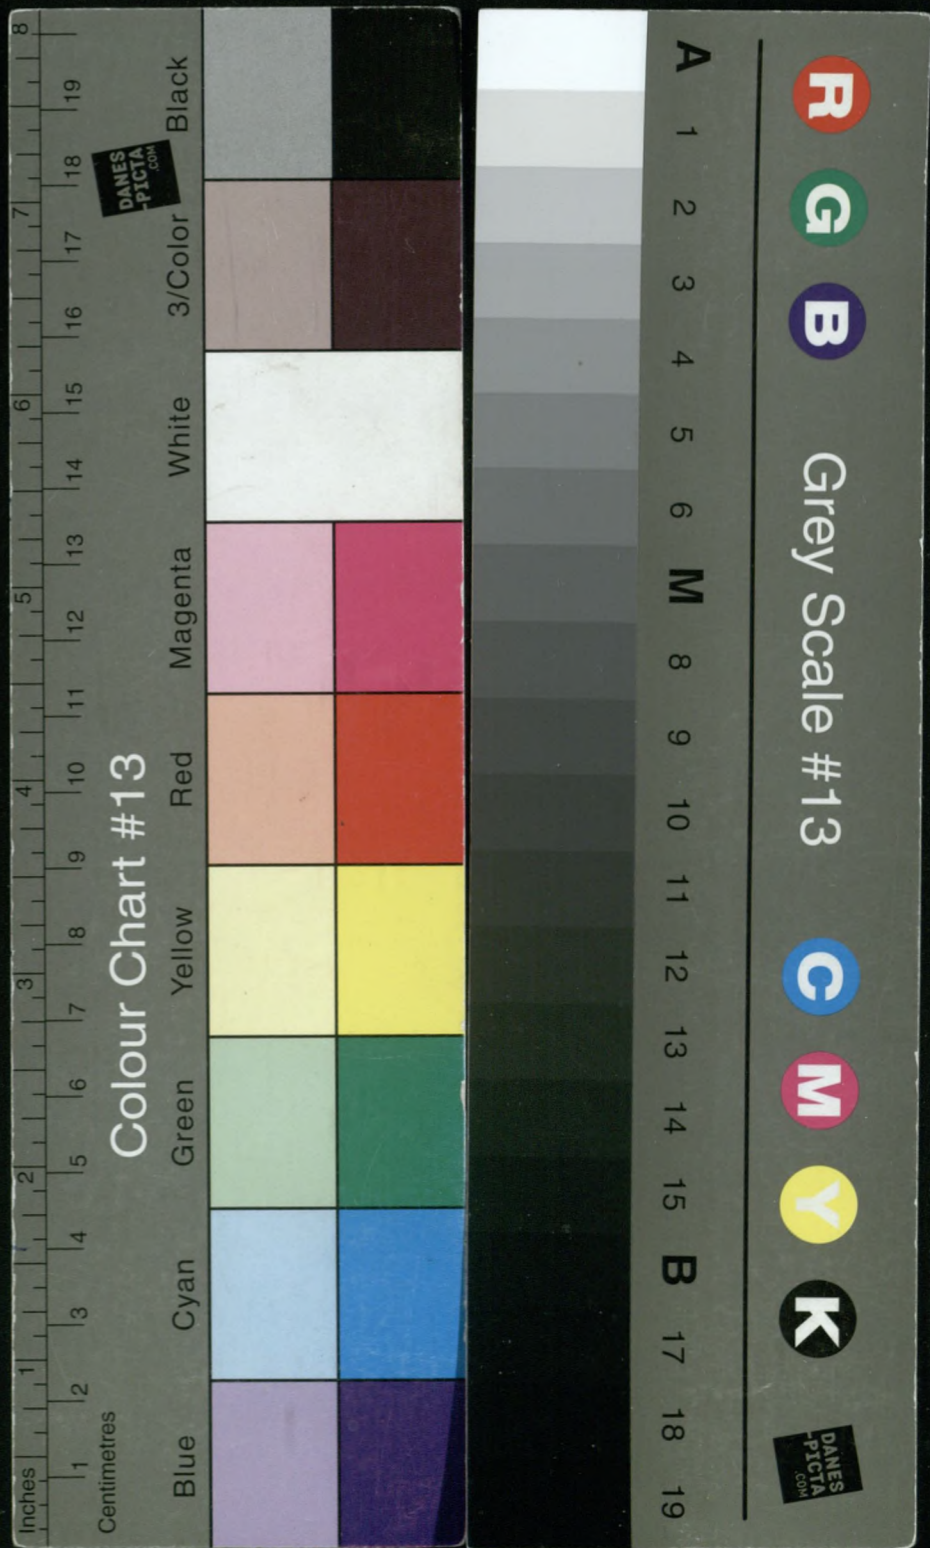 Colour Chart #13
Blue Cyan Green Yellow Red Magenta White 3/Color Black
Inches 1 2 3 4 5 6 7 8
Centimetres 1 2 3 4 5 6 7 8 9 10 11 12 13 14 15 16 17 18 19
DANES
-PICTA
.COM
R G B Grey Scale #13 C M Y K
DANES
-PICTA
.COM
A 1 2 3 4 5 6 M 8 9 10 11 12 13 14 15 B 17 18 19